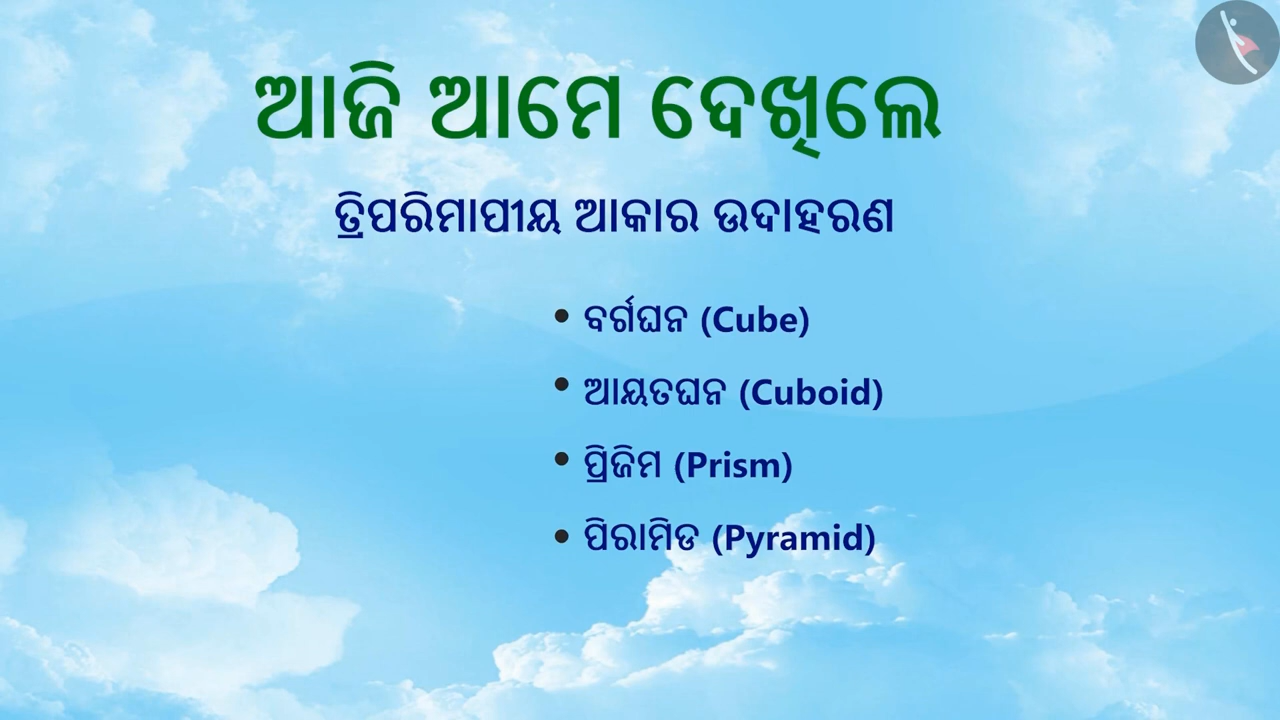 ଆଜି ଆମେ ଦେଖିଲେ
ତ୍ରିପରିମାପୀୟ ଆକାର ଉଦାହରଣ
• ବର୍ଗଘନ (Cube)
• ଆୟତଘନ (Cuboid)
• ପ୍ରିଜିମ (Prism)
• ପିରାମିଡ (Pyramid)